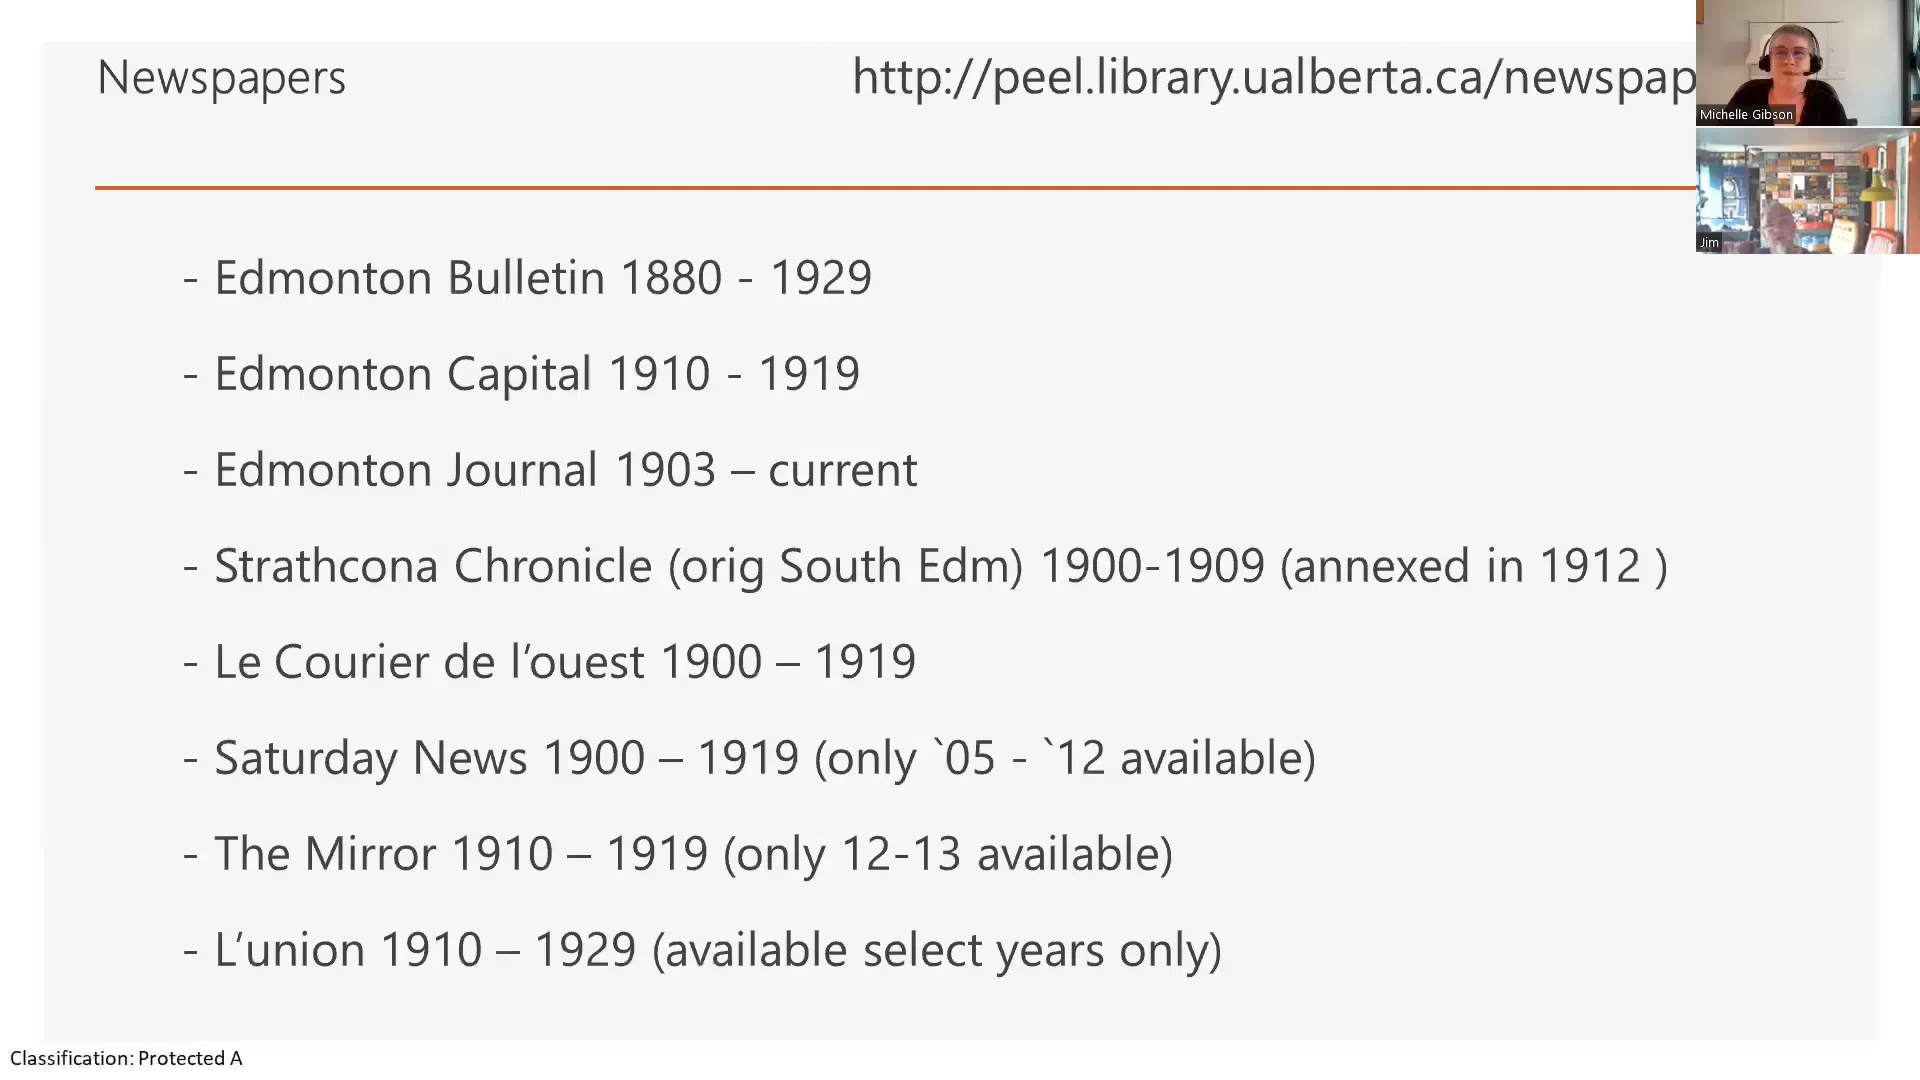 Newspapers
http://peel.library.ualberta.ca/newspap
Michelle Gibson
Jim
- Edmonton Bulletin 1880 - 1929
- Edmonton Capital 1910 - 1919
- Edmonton Journal 1903 – current
- Strathcona Chronicle (orig South Edm) 1900-1909 (annexed in 1912 )
- Le Courier de l’ouest 1900 – 1919
- Saturday News 1900 – 1919 (only `05 - `12 available)
- The Mirror 1910 – 1919 (only 12-13 available)
- L’union 1910 – 1929 (available select years only)
Classification: Protected A